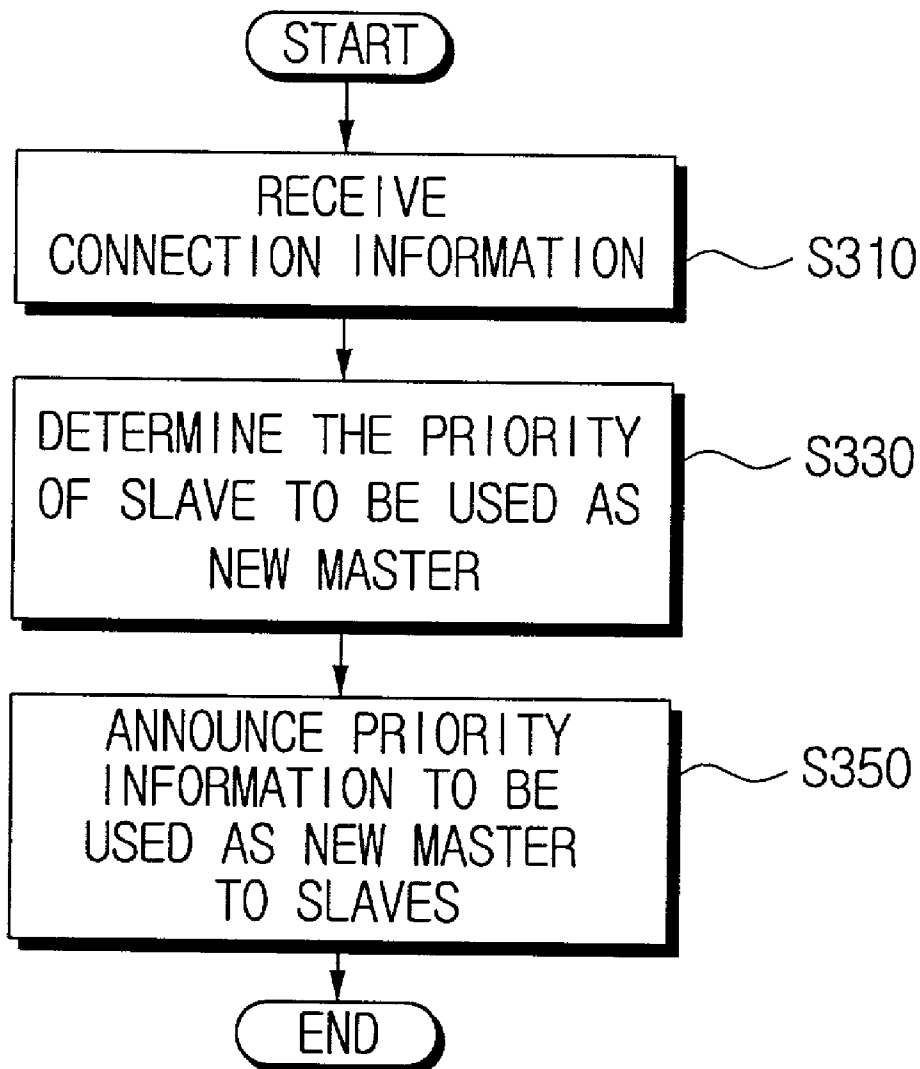 START
RECEIVE
CONNECTION INFORMATION
S310
DETERMINE THE PRIORITY
OF SLAVE TO BE USED AS
NEW MASTER
S330
ANNOUNCE PRIORITY
INFORMATION TO BE
USED AS NEW MASTER
TO SLAVES
S350
END